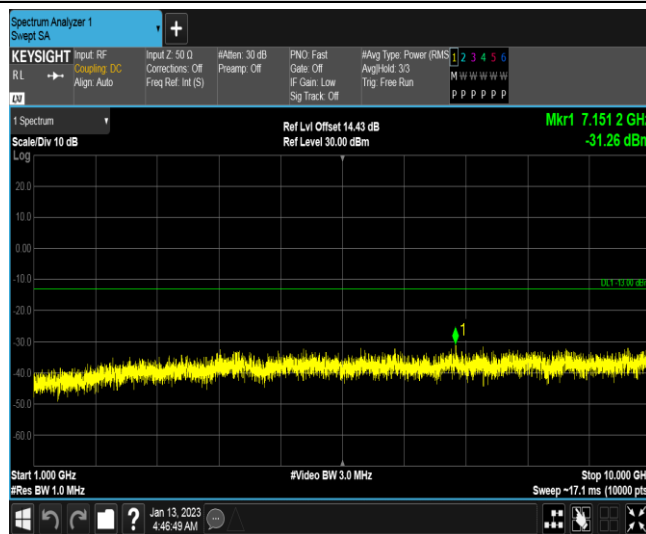 Spectrum Analyzer 1
Swept SA
+
KEYSIGHT
RL
Input: RF
Coupling: DC
Align: Auto
Input Z: 50 Ω
Corrections: Off
Freq Ref: Int (S)
#Atten: 30 dB
Preamp: Off
PNO: Fast
Gate: Off
IF Gain: Low
Sig Track: Off
#Avg Type: Power (RMS
Avg|Hold: 3/3
Trig: Free Run
1 2 3 4 5 6
M W W W W W
P P P P P P
LXI
1 Spectrum
Scale/Div 10 dB
Log
Ref Lvl Offset 14.43 dB
Ref Level 30.00 dBm
Mkr1 7.151 2 GHz
-31.26 dBm
20.0
10.0
0.00
-10.0
DL1 -13.00 dBm
-20.0
-30.0
1
-40.0
-50.0
-60.0
Start 1.000 GHz
#Video BW 3.0 MHz
Stop 10.000 GHz
#Res BW 1.0 MHz
Sweep ~17.1 ms (10000 pts
?
Jan 13, 2023
4:46:49 AM